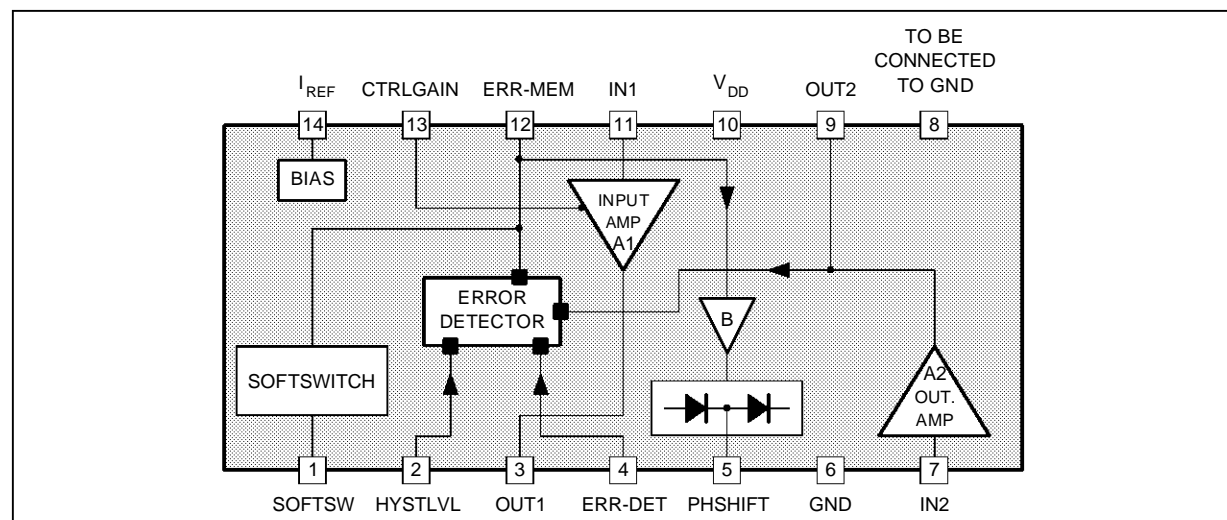 TO BE
CONNECTED
TO GND
IREF CTRLGAIN ERR-MEM IN1 VDD OUT2
14 13 12 11 10 9 8
BIAS
INPUT
AMP
A1
ERROR
DETECTOR
B
SOFTSWITCH
A2
OUT.
AMP
1 2 3 4 5 6 7
SOFTSW HYSTLVL OUT1 ERR-DET PHSHIFT GND IN2